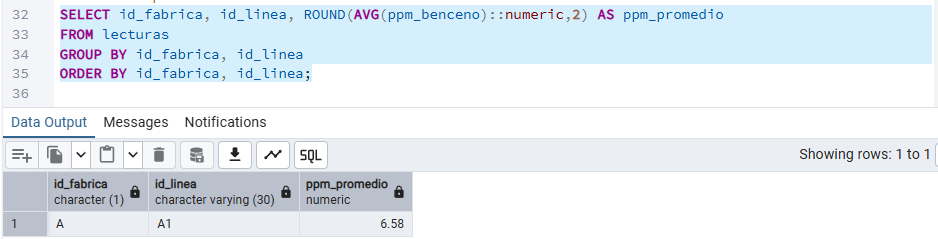 32 SELECT id_fabrica, id_linea, ROUND(AVG(ppm_benceno)::numeric,2) AS ppm_promedio
33 FROM lecturas
34 GROUP BY id_fabrica, id_linea
35 ORDER BY id_fabrica, id_linea;
36
Data Output Messages Notifications
SQL Showing rows: 1 to 1
id_fabrica id_linea ppm_promedio
character (1) character varying (30) numeric
1 A A1 6.58